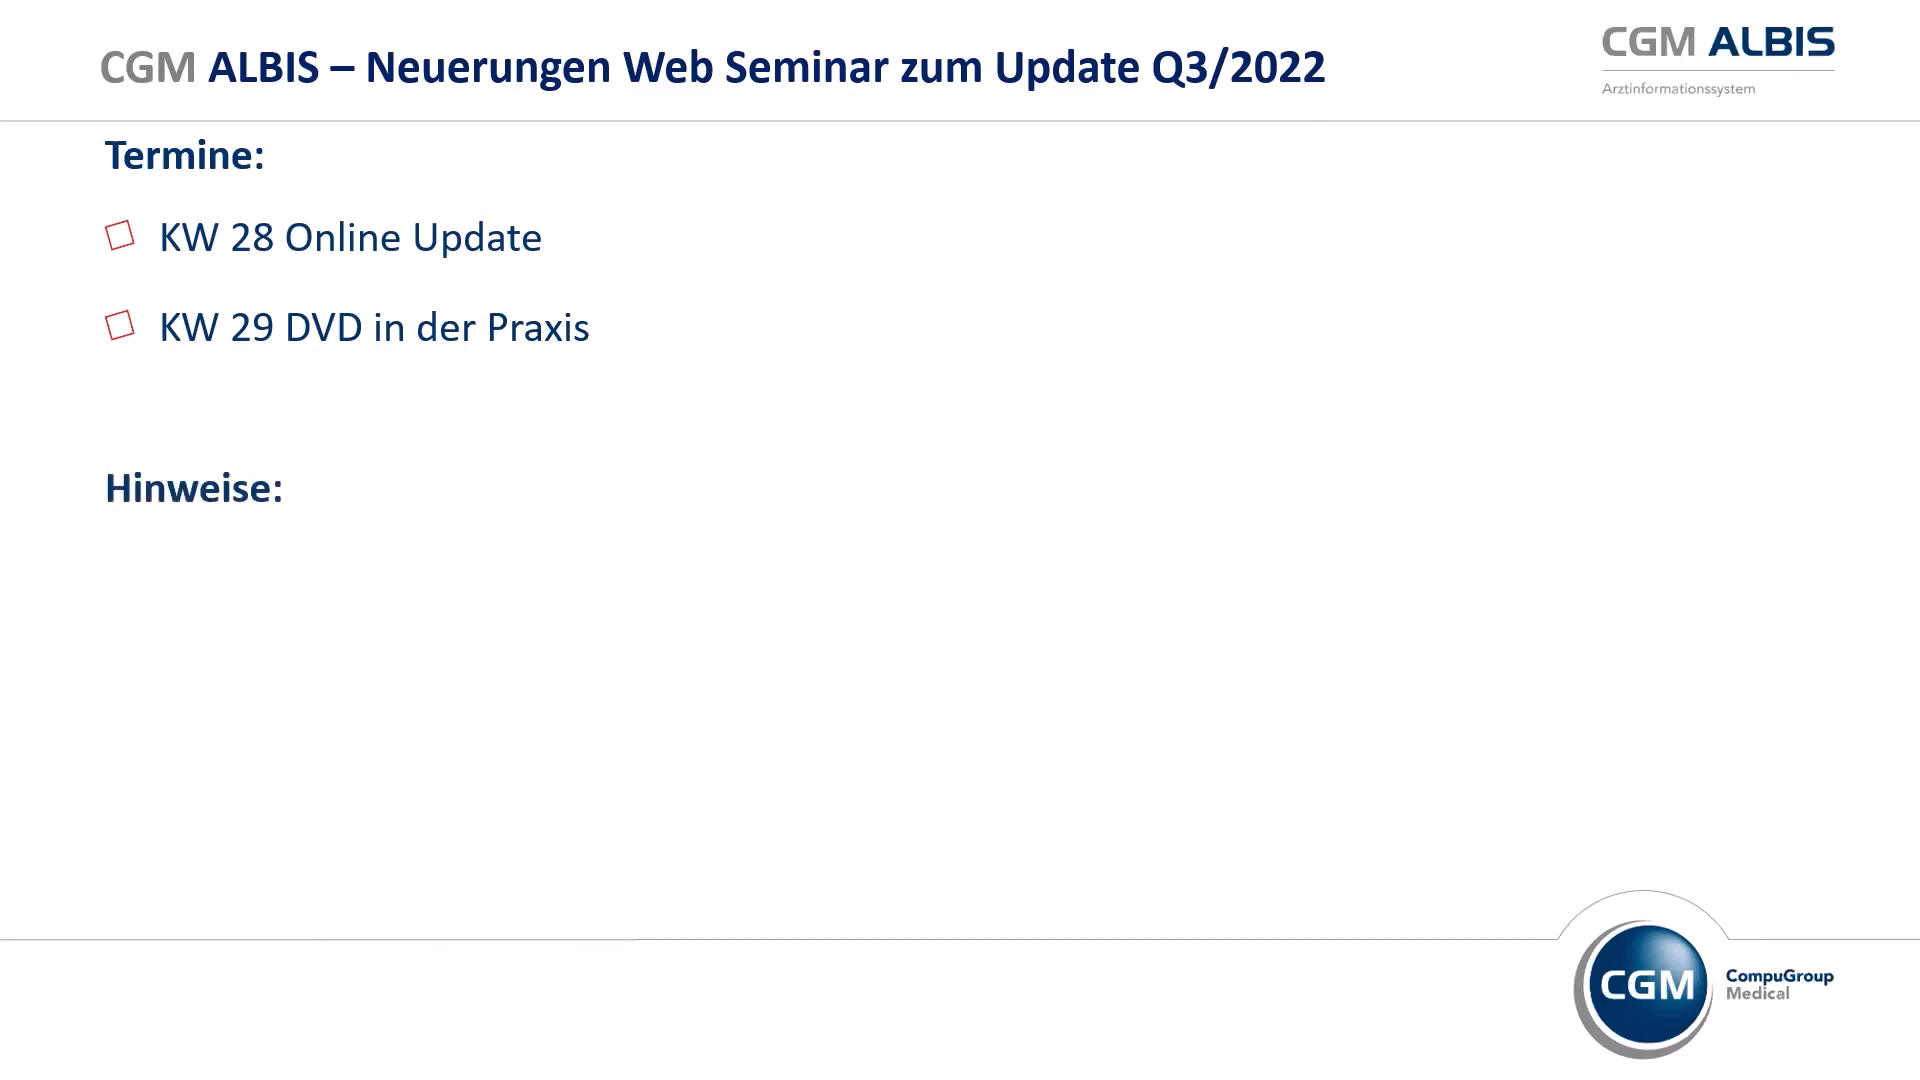 CGM ALBIS – Neuerungen Web Seminar zum Update Q3/2022
CGM ALBIS
Arztinformationssystem
Termine:
KW 28 Online Update
KW 29 DVD in der Praxis
Hinweise:
CGM
CompuGroup
Medical